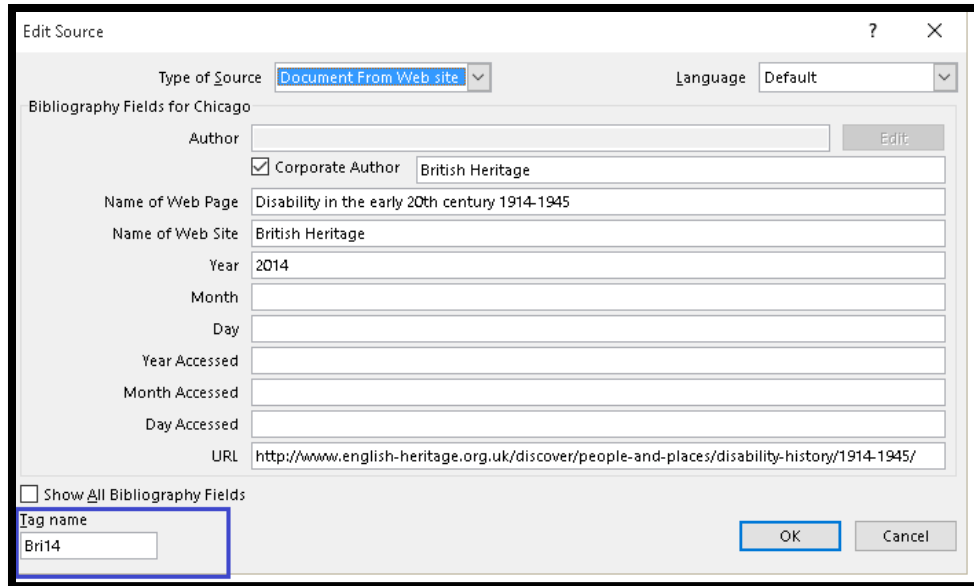 Edit Source ? X
Type of Source Document From Web site Language Default
Bibliography Fields for Chicago
Author Edit
Corporate Author British Heritage
Name of Web Page Disability in the early 20th century 1914-1945
Name of Web Site British Heritage
Year 2014
Month
Day
Year Accessed
Month Accessed
Day Accessed
URL http://www.english-heritage.org.uk/discover/people-and-places/disability-history/1914-1945/
Show All Bibliography Fields
Tag name
Bri14
OK Cancel